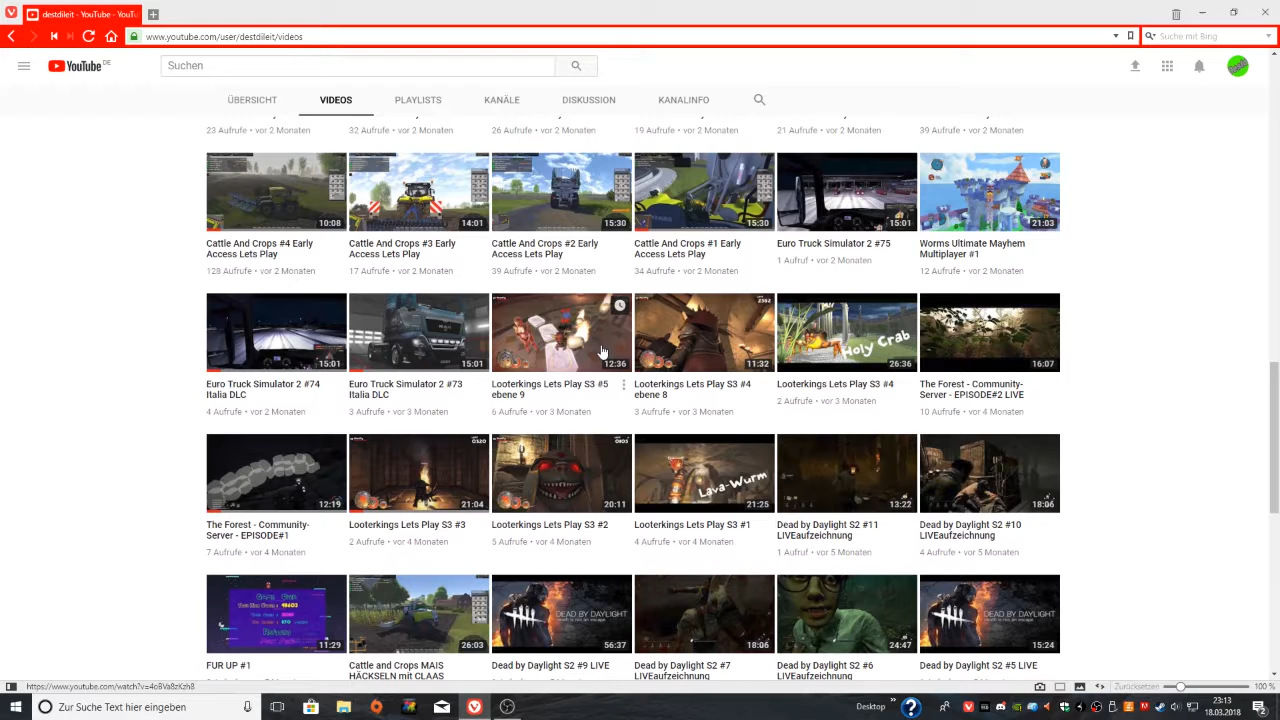 destdileit - YouTube - YouTu
www.youtube.com/user/destdileit/videos
Suche mit Bing
YouTube DE
Suchen
ÜBERSICHT VIDEOS PLAYLISTS KANÄLE DISKUSSION KANALINFO
23 Aufrufe • vor 2 Monaten 32 Aufrufe • vor 2 Monaten 26 Aufrufe • vor 2 Monaten 19 Aufrufe • vor 2 Monaten 21 Aufrufe • vor 2 Monaten 39 Aufrufe • vor 2 Monaten
10:08 14:01 15:30 15:30 15:01 21:03
Cattle And Crops #4 Early Cattle And Crops #3 Early Cattle And Crops #2 Early Cattle And Crops #1 Early Euro Truck Simulator 2 #75 Worms Ultimate Mayhem
Access Lets Play Access Lets Play Access Lets Play Access Lets Play 1 Aufruf • vor 2 Monaten Multiplayer #1
128 Aufrufe • vor 2 Monaten 17 Aufrufe • vor 2 Monaten 39 Aufrufe • vor 2 Monaten 34 Aufrufe • vor 2 Monaten 12 Aufrufe • vor 2 Monaten
Holy Crab
15:01 15:01 12:36 11:32 26:36 16:07
Euro Truck Simulator 2 #74 Euro Truck Simulator 2 #73 Looterkings Lets Play S3 #5 Looterkings Lets Play S3 #4 Looterkings Lets Play S3 #4 The Forest - Community-
Italia DLC Italia DLC ebene 9 ebene 8 2 Aufrufe • vor 3 Monaten Server - EPISODE#2 LIVE
4 Aufrufe • vor 2 Monaten 3 Aufrufe • vor 3 Monaten 6 Aufrufe • vor 3 Monaten 3 Aufrufe • vor 3 Monaten 10 Aufrufe • vor 4 Monaten
Lava-Wurm
12:19 21:04 20:11 21:25 13:22 18:06
The Forest - Community- Looterkings Lets Play S3 #3 Looterkings Lets Play S3 #2 Looterkings Lets Play S3 #1 Dead by Daylight S2 #11 Dead by Daylight S2 #10
Server - EPISODE#1 2 Aufrufe • vor 4 Monaten 5 Aufrufe • vor 4 Monaten 4 Aufrufe • vor 4 Monaten LIVEaufzeichnung LIVEaufzeichnung
7 Aufrufe • vor 4 Monaten 1 Aufruf • vor 5 Monaten 4 Aufrufe • vor 5 Monaten
DEAD BY DAYLIGHT DEAD BY DAYLIGHT
11:29 26:03 56:37 18:06 24:47 15:24
FUR UP #1 Cattle and Crops MAIS Dead by Daylight S2 #9 LIVE Dead by Daylight S2 #7 Dead by Daylight S2 #6 Dead by Daylight S2 #5 LIVE
HÄCKSELN mit CLAAS LIVEaufzeichnung LIVEaufzeichnung
https://www.youtube.com/watch?v=4oBVa8zKzh8
Zurücksetzen 100 %
Zur Suche Text hier eingeben
Desktop
23:13
18.03.2018